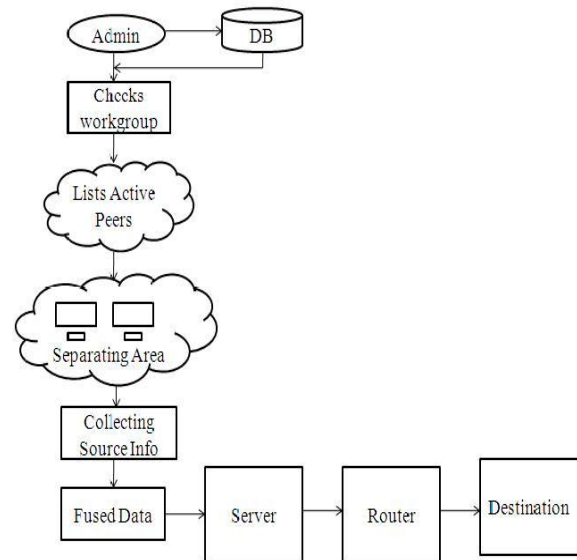 Admin
DB
Checks
workgroup
Lists Active
Peers
Separating Area
Collecting
Source Info
Fused Data
Server
Router
Destination